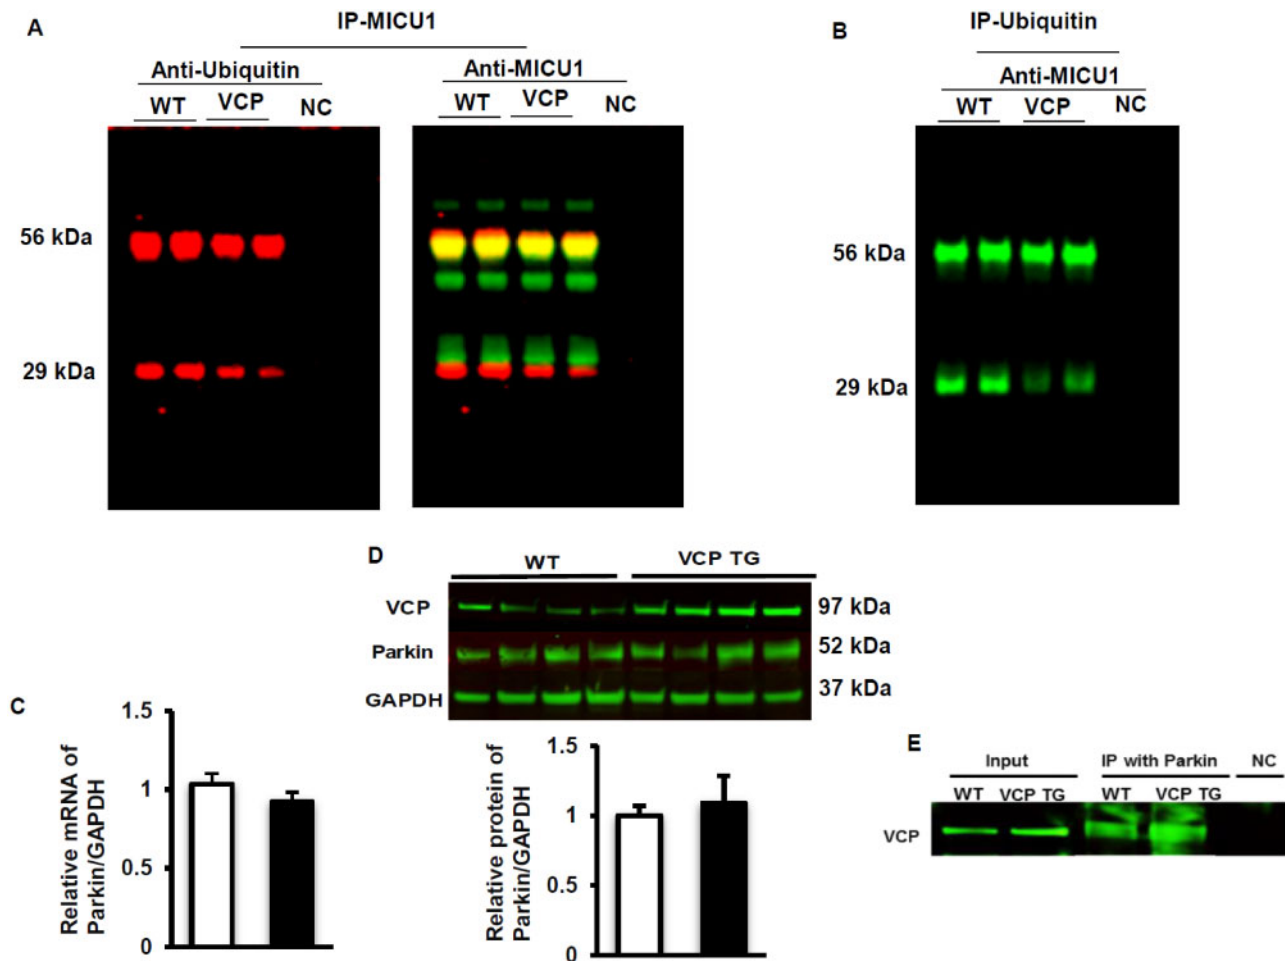 A
IP-MICU1
Anti-Ubiquitin
Anti-MICU1
WT
VCP
NC
WT
VCP
NC
56 kDa
29 kDa
B
IP-Ubiquitin
Anti-MICU1
WT
VCP
NC
56 kDa
29 kDa
C
1.5
1
0.5
0
Relative mRNA of
Parkin/GAPDH
D
WT
VCP TG
VCP
97 kDa
Parkin
52 kDa
GAPDH
37 kDa
1.5
1
0.5
0
Relative protein of
Parkin/GAPDH
E
Input
IP with Parkin
NC
WT
VCP TG
WT
VCP TG
VCP